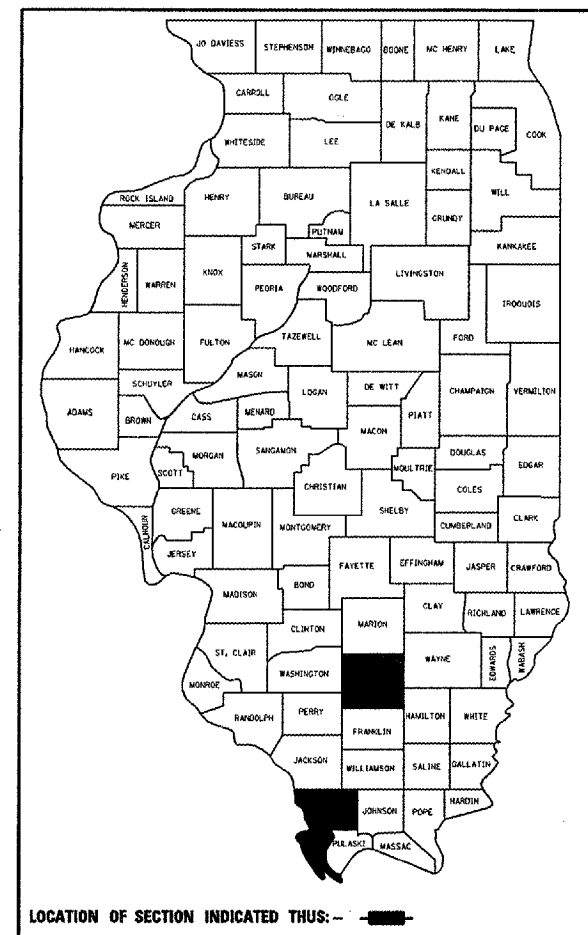 JO DAVIESS STEPHENSON WINNEBAGO BOONE MC HENRY LAKE
CARROLL OGLE DE KALB KANE DU PAGE COOK
WHITESIDE LEE
KENDALL WILL
ROCK ISLAND HENRY BUREAU LA SALLE GRUNDY
MERCER STARK PUTNAM KANKAKEE
MARSHALL
HENDERSON WARREN KNOX PEORIA WOODFORD LIVINGSTON IROQUOIS
HANCOCK MC DONOUGH FULTON TAZEWELL MC LEAN FORD
MASON
SCHUYLER LOGAN DE WITT CHAMPAIGN VERMILION
ADAMS BROWN CASS MENARD PIATT
MACON
MORGAN SANGAMON DOUGLAS EDGAR
PIKE SCOTT CHRISTIAN MOULTRIE COLES
GREENE MACOUPIN MONTGOMERY SHELBY CUMBERLAND CLARK
CALHOUN
JERSEY FAYETTE EFFINGHAM JASPER CRAWFORD
MADISON BOND CLAY RICHLAND LAWRENCE
CLINTON MARION
ST. CLAIR WAYNE EDWARDS WABASH
WASHINGTON
MONROE
RANDOLPH PERRY HAMILTON WHITE
FRANKLIN
JACKSON WILLIAMSON SALINE GALLATIN
JOHNSON POPE HARDIN
PULASKI MASSAC
LOCATION OF SECTION INDICATED THUS:-